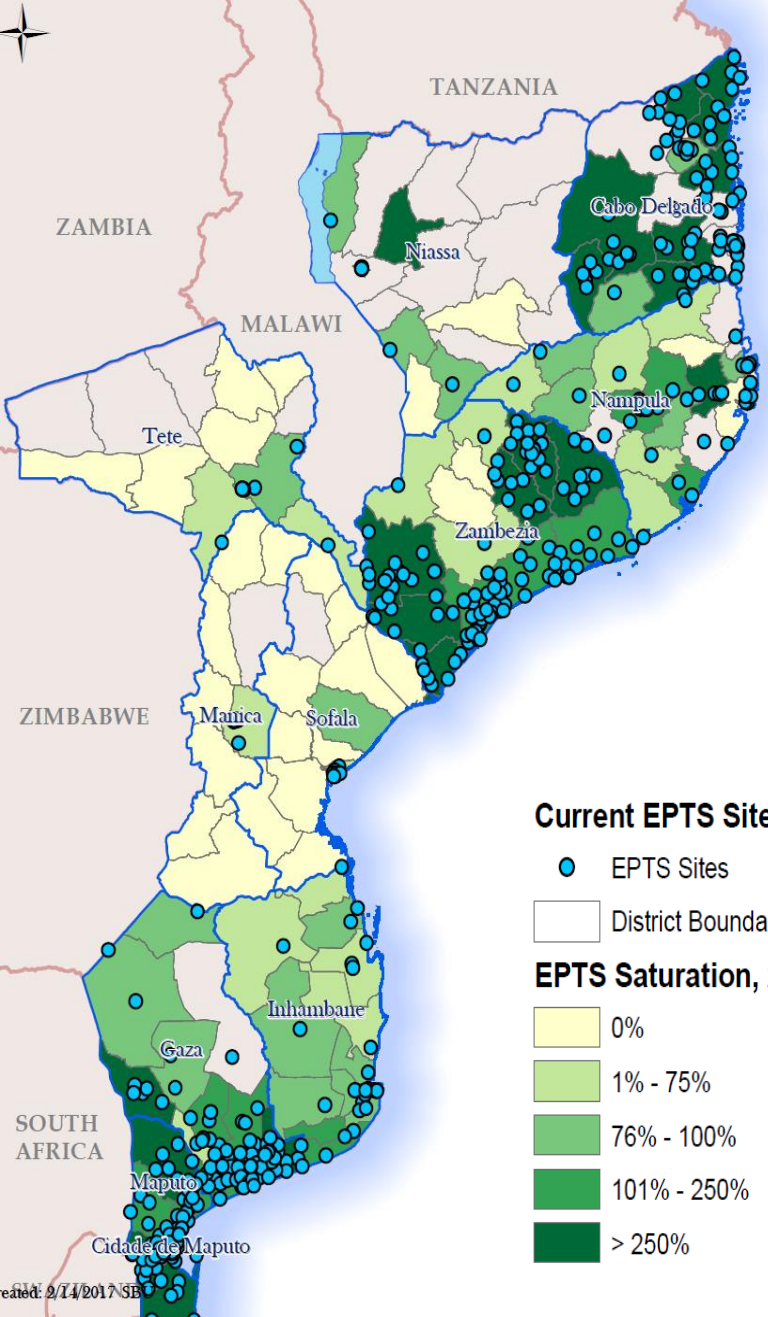 TANZANIA
ZAMBIA
Cabo Delgado
Niassa
MALAWI
Nampula
Tete
Zambezia
ZIMBABWE
Manica
Sofala
Current EPTS Site
EPTS Sites
District Bounda
EPTS Saturation,
0%
Inhambane
Gaza
1% - 75%
SOUTH
AFRICA
76% - 100%
Maputo
101% - 250%
Cidade de Maputo
> 250%
SWAZILAND
eated: 2/14/2017 SB